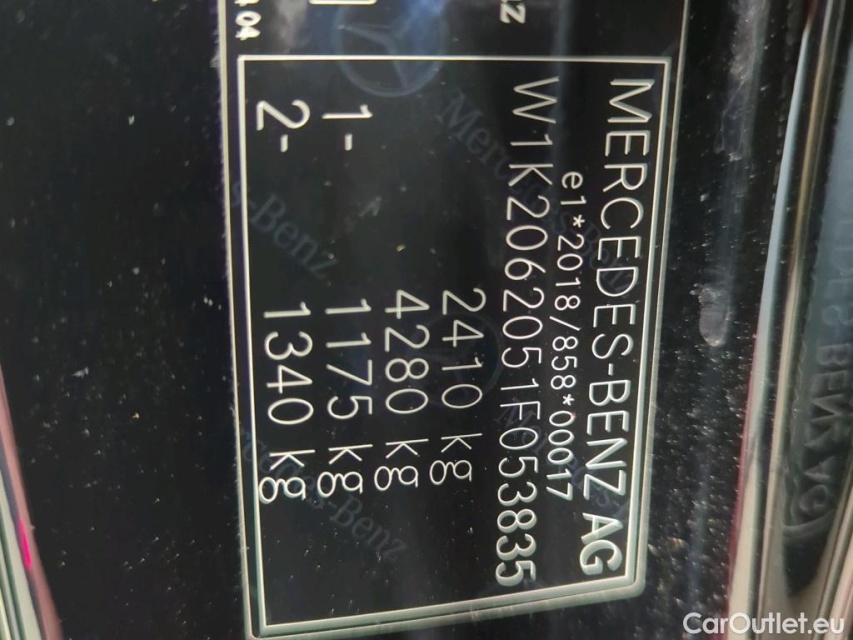 MERCEDES-BENZ AG
e1*2018/858*00017
W1K2062051F053835
2410 kg
4280 kg
1- 1175 kg
2- 1340 kg
CarOutlet.eu